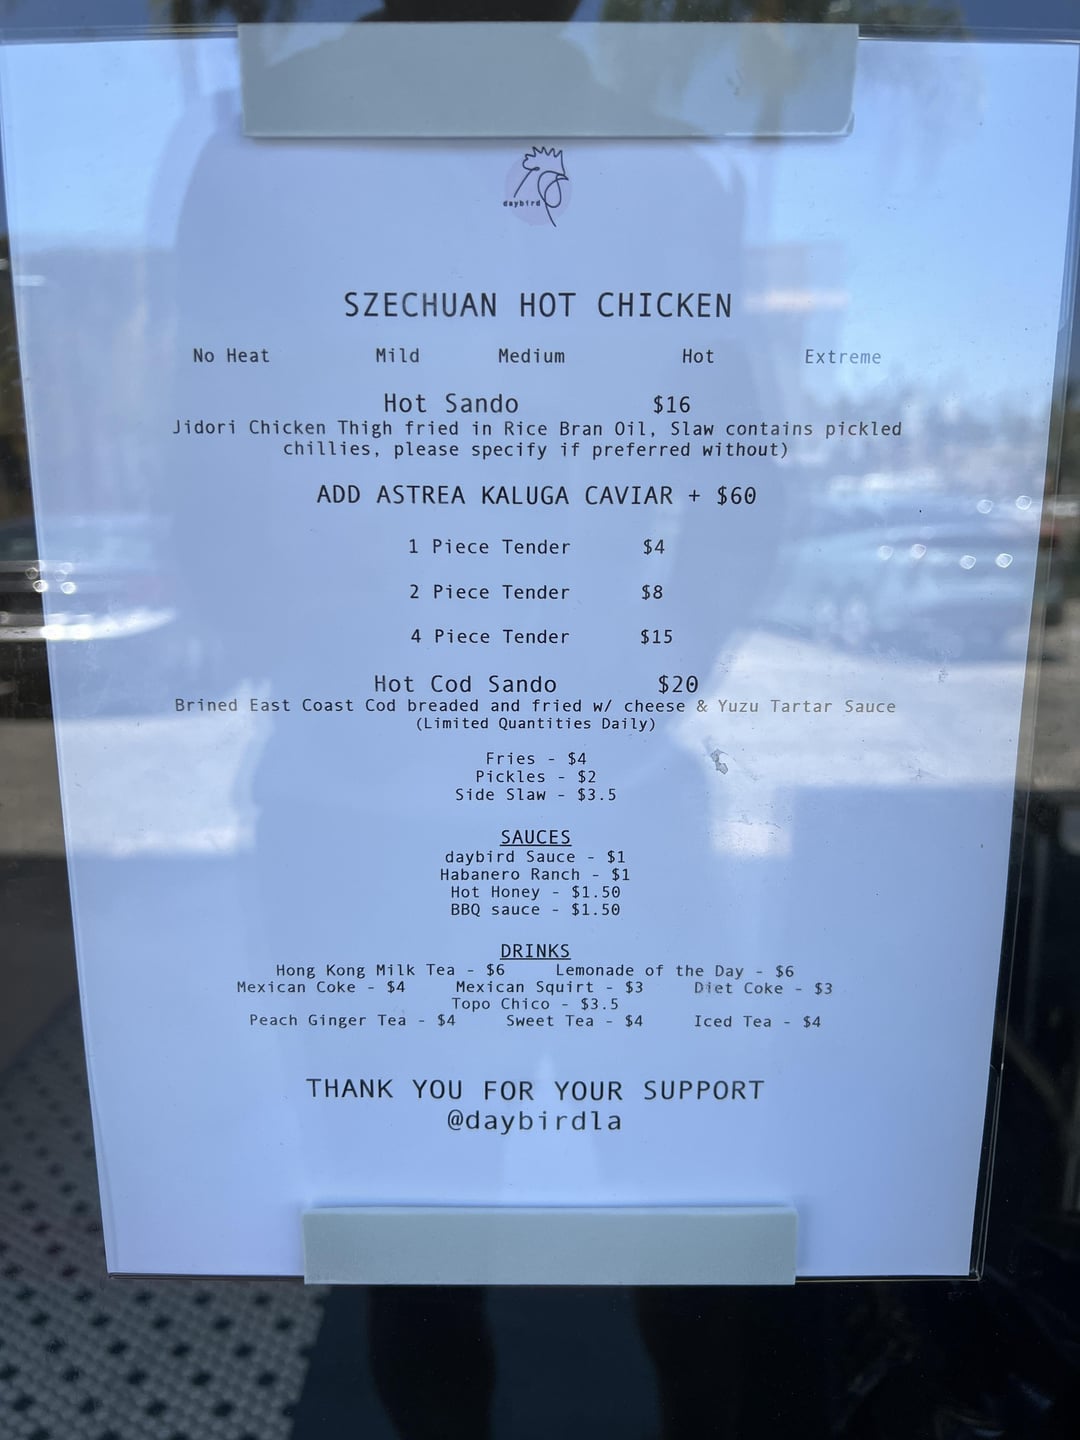 daybird
SZECHUAN HOT CHICKEN
No Heat Mild Medium Hot Extreme
Hot Sando $16
Jidori Chicken Thigh fried in Rice Bran Oil, Slaw contains pickled
chillies, please specify if preferred without)
ADD ASTREA KALUGA CAVIAR + $60
1 Piece Tender $4
2 Piece Tender $8
4 Piece Tender $15
Hot Cod Sando $20
Brined East Coast Cod breaded and fried w/ cheese & Yuzu Tartar Sauce
(Limited Quantities Daily)
Fries - $4
Pickles - $2
Side Slaw - $3.5
SAUCES
daybird Sauce - $1
Habanero Ranch - $1
Hot Honey - $1.50
BBQ sauce - $1.50
DRINKS
Hong Kong Milk Tea - $6 Lemonade of the Day - $6
Mexican Coke - $4 Mexican Squirt - $3 Diet Coke - $3
Topo Chico - $3.5
Peach Ginger Tea - $4 Sweet Tea - $4 Iced Tea - $4
THANK YOU FOR YOUR SUPPORT
@daybirdla